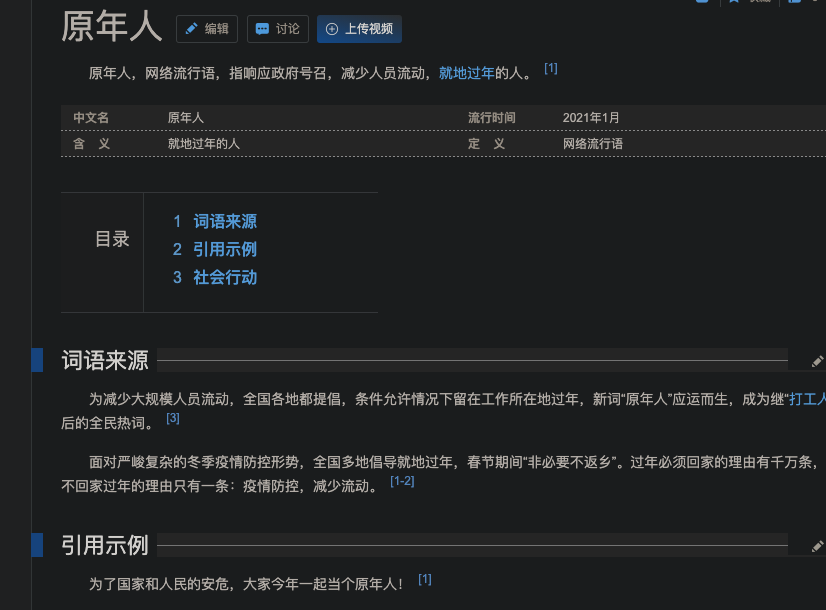 原年人 编辑 讨论 上传视频
原年人，网络流行语，指响应政府号召，减少人员流动，就地过年的人。 [1]
中文名 原年人 流行时间 2021年1月
含 义 就地过年的人 定 义 网络流行语
目录
1 词语来源
2 引用示例
3 社会行动
词语来源
为减少大规模人员流动，全国各地都提倡，条件允许情况下留在工作所在地过年，新词“原年人”应运而生，成为继“打工人
后的全民热词。 [3]
面对严峻复杂的冬季疫情防控形势，全国多地倡导就地过年，春节期间“非必要不返乡”。过年必须回家的理由有千万条，
不回家过年的理由只有一条：疫情防控，减少流动。 [1-2]
引用示例
为了国家和人民的安危，大家今年一起当个原年人！ [1]